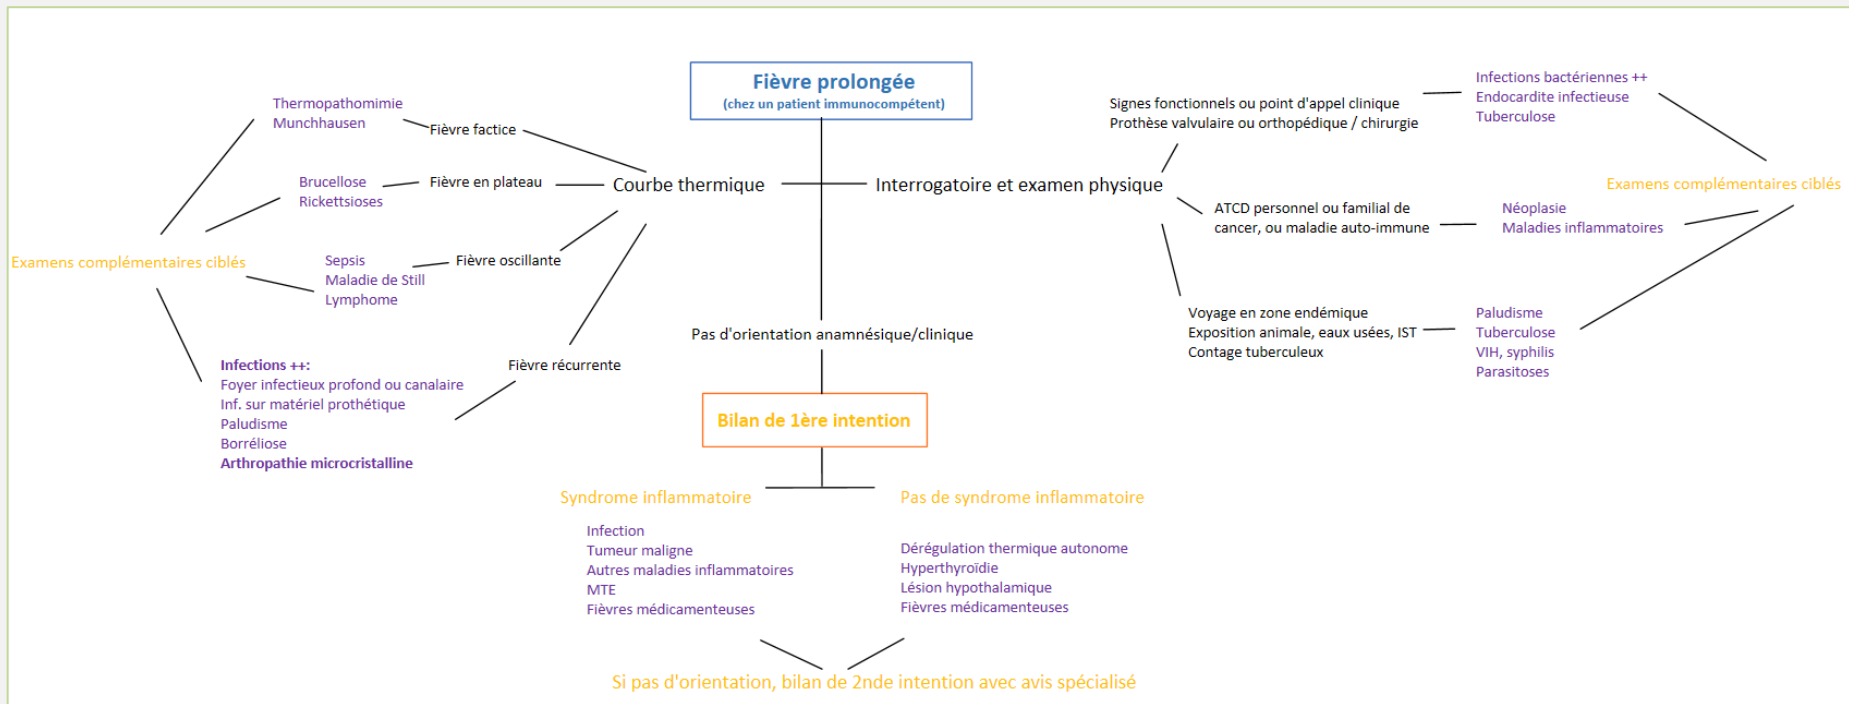 Fièvre prolongée
(chez un patient immunocompétent)
Thermopathomimie
Munchhausen
Fièvre factice
Brucellose
Rickettsioses
Fièvre en plateau
Courbe thermique
Examens complémentaires ciblés
Sepsis
Maladie de Still
Lymphome
Fièvre oscillante
Infections ++:
Foyer infectieux profond ou canalaire
Inf. sur matériel prothétique
Paludisme
Borréliose
Arthropathie microcristalline
Fièvre récurrente
Interrogatoire et examen physique
Signes fonctionnels ou point d'appel clinique
Prothèse valvulaire ou orthopédique / chirurgie
Infections bactériennes ++
Endocardite infectieuse
Tuberculose
Examens complémentaires ciblés
ATCD personnel ou familial de
cancer, ou maladie auto-immune
Néoplasie
Maladies inflammatoires
Voyage en zone endémique
Exposition animale, eaux usées, IST
Contage tuberculeux
Paludisme
Tuberculose
VIH, syphilis
Parasitoses
Pas d'orientation anamnésique/clinique
Bilan de 1ère intention
Syndrome inflammatoire
Infection
Tumeur maligne
Autres maladies inflammatoires
MTE
Fièvres médicamenteuses
Pas de syndrome inflammatoire
Dérégulation thermique autonome
Hyperthyroïdie
Lésion hypothalamique
Fièvres médicamenteuses
Si pas d'orientation, bilan de 2nde intention avec avis spécialisé